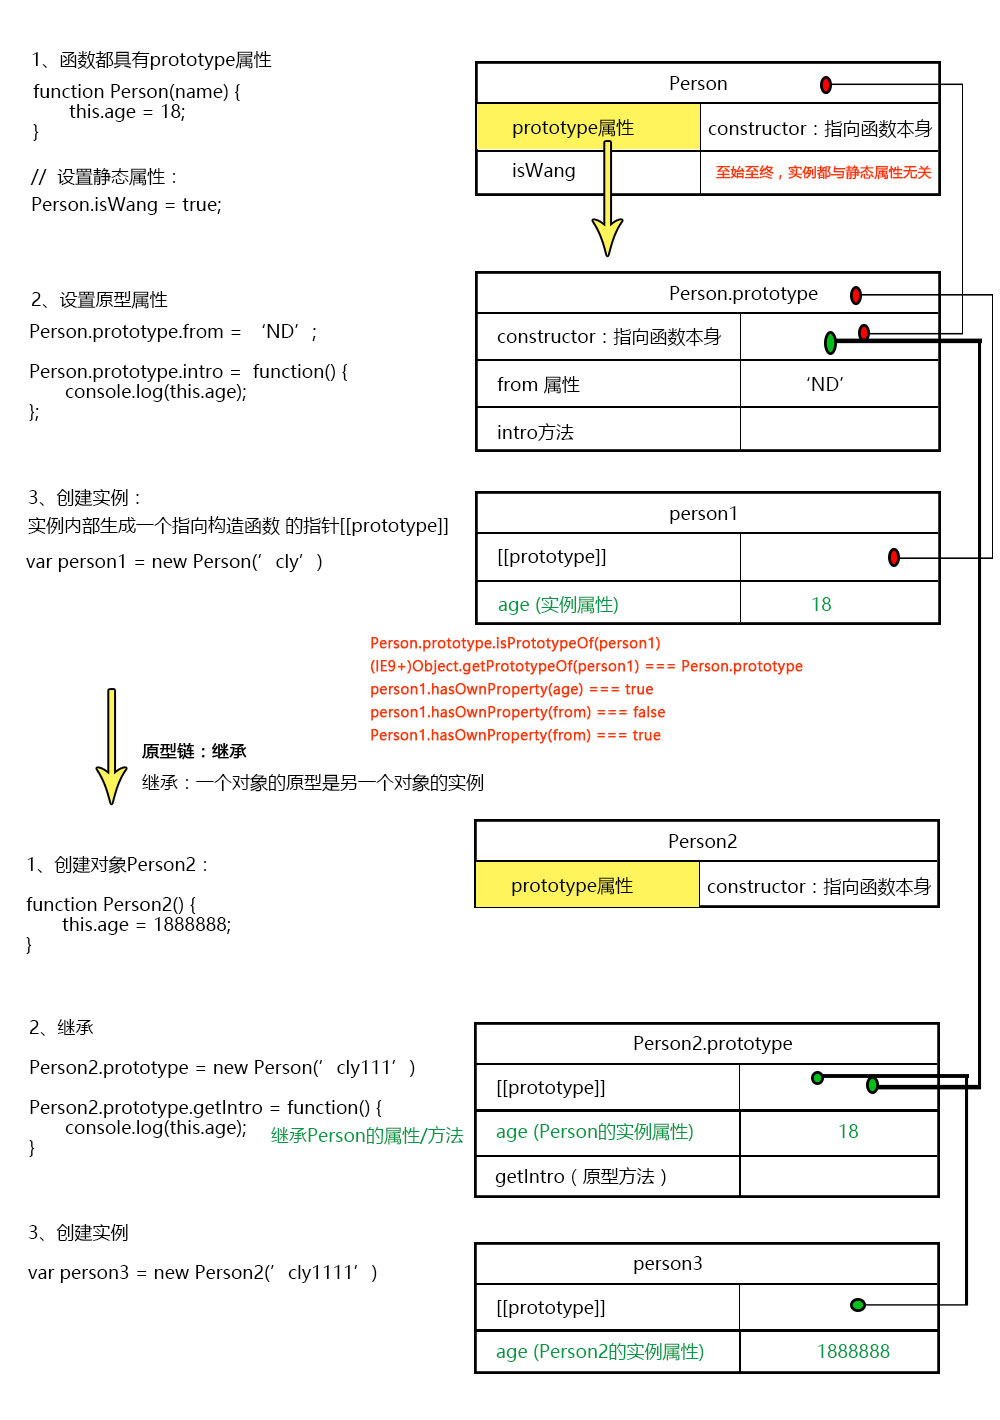 1、函数都具有prototype属性
function Person(name) {
this.age = 18;
}
// 设置静态属性：
Person.isWang = true;
Person
prototype属性
constructor：指向函数本身
isWang
至始至终，实例都与静态属性无关
2、设置原型属性
Person.prototype.from = ‘ND’;
Person.prototype.intro = function() {
console.log(this.age);
};
Person.prototype
constructor：指向函数本身
from 属性
‘ND’
intro方法
3、创建实例：
实例内部生成一个指向构造函数 的指针[[prototype]]
var person1 = new Person(’cly’)
person1
[[prototype]]
age (实例属性)
18
Person.prototype.isPrototypeOf(person1)
(IE9+)Object.getPrototypeOf(person1) === Person.prototype
person1.hasOwnProperty(age) === true
person1.hasOwnProperty(from) === false
Person1.hasOwnProperty(from) === true
原型链：继承
继承：一个对象的原型是另一个对象的实例
1、创建对象Person2：
function Person2() {
this.age = 1888888;
}
Person2
prototype属性
constructor：指向函数本身
2、继承
Person2.prototype = new Person(’cly111’)
Person2.prototype.getIntro = function() {
console.log(this.age);
}
继承Person的属性/方法
Person2.prototype
[[prototype]]
age (Person的实例属性)
18
getIntro（原型方法）
3、创建实例
var person3 = new Person2(’cly1111’)
person3
[[prototype]]
age (Person2的实例属性)
1888888